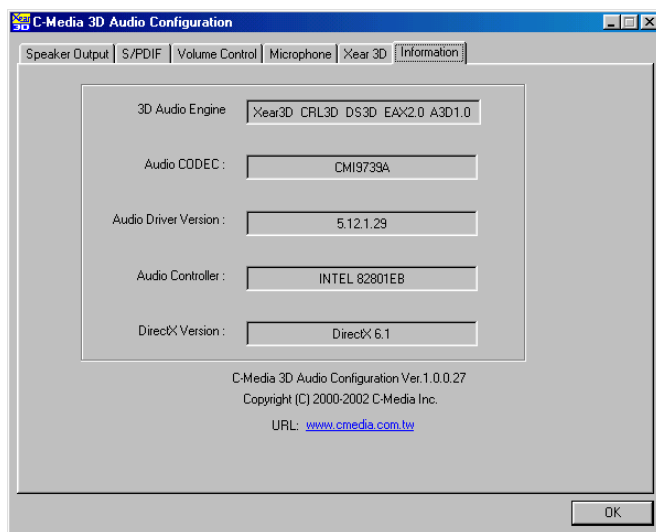 Xear 3D
C-Media 3D Audio Configuration
Speaker Output S/PDIF Volume Control Microphone Xear 3D Information
3D Audio Engine Xear3D CRL3D DS3D EAX2.0 A3D1.0
Audio CODEC : CMI9739A
Audio Driver Version : 5.12.1.29
Audio Controller : INTEL 82801EB
DirectX Version : DirectX 6.1
C-Media 3D Audio Configuration Ver.1.0.0.27
Copyright (C) 2000-2002 C-Media Inc.
URL: www.cmedia.com.tw
OK